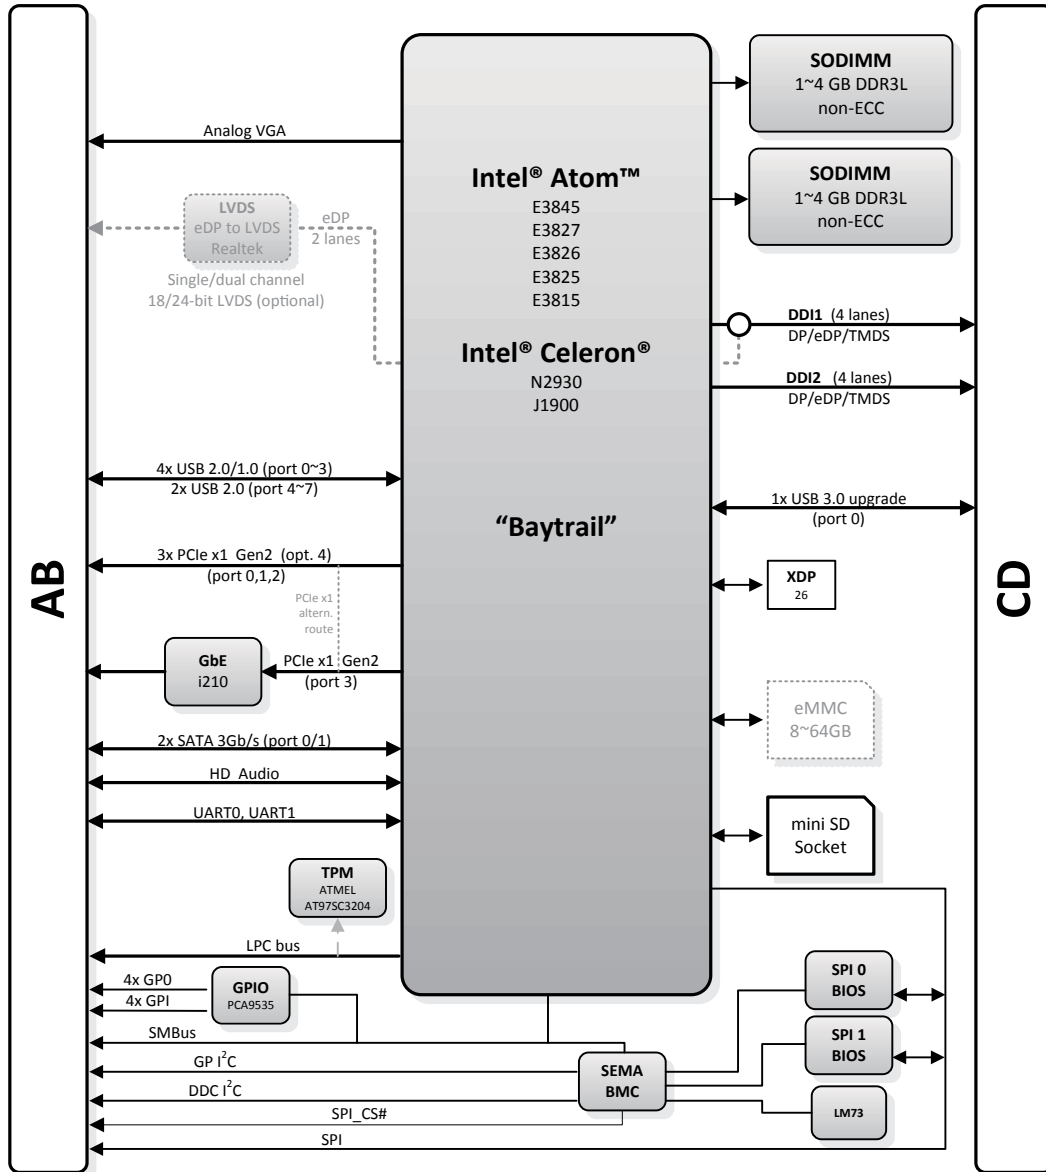 AB
CD
Intel® Atom™
E3845
E3827
E3826
E3825
E3815
Intel® Celeron®
N2930
J1900
“Baytrail”
SODIMM
1~4 GB DDR3L
non-ECC
SODIMM
1~4 GB DDR3L
non-ECC
Analog VGA
LVDS
eDP to LVDS
Realtek
eDP
2 lanes
Single/dual channel
18/24-bit LVDS (optional)
DDI1 (4 lanes)
DP/eDP/TMDS
DDI2 (4 lanes)
DP/eDP/TMDS
4x USB 2.0/1.0 (port 0~3)
2x USB 2.0 (port 4~7)
1x USB 3.0 upgrade
(port 0)
3x PCIe x1 Gen2 (opt. 4)
(port 0,1,2)
PCIe x1
altern.
route
XDP
26
GbE
i210
PCIe x1 Gen2
(port 3)
eMMC
8~64GB
2x SATA 3Gb/s (port 0/1)
HD Audio
UART0, UART1
mini SD
Socket
TPM
ATMEL
AT97SC3204
LPC bus
4x GP0
4x GPI
GPIO
PCA9535
SMBus
GP I²C
DDC I²C
SPI_CS#
SPI
SEMA
BMC
SPI 0
BIOS
SPI 1
BIOS
LM73